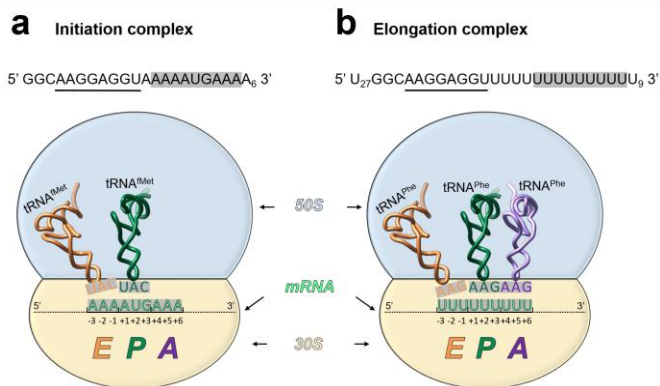 a Initiation complex
b Elongation complex
5' GGCAAGGAGGUAAAAAUGAAAA₆ 3'
5' U₂₇GGCAAGGAGGUUUUUUUUUUUUUUU₉ 3'
tRNAᶠᴹᵉᵗ
tRNAᶠᴹᵉᵗ
tRNAᴾʰᵉ
tRNAᴾʰᵉ
tRNAᴾʰᵉ
50S
UAC UAC
AAG AAG AAG
mRNA
5' AAAAUGAAA 3'
5' UUUUUUUUU 3'
-3 -2 -1 +1+2+3+4+5+6
-3 -2 -1 +1+2+3+4+5+6
30S
E P A
E P A